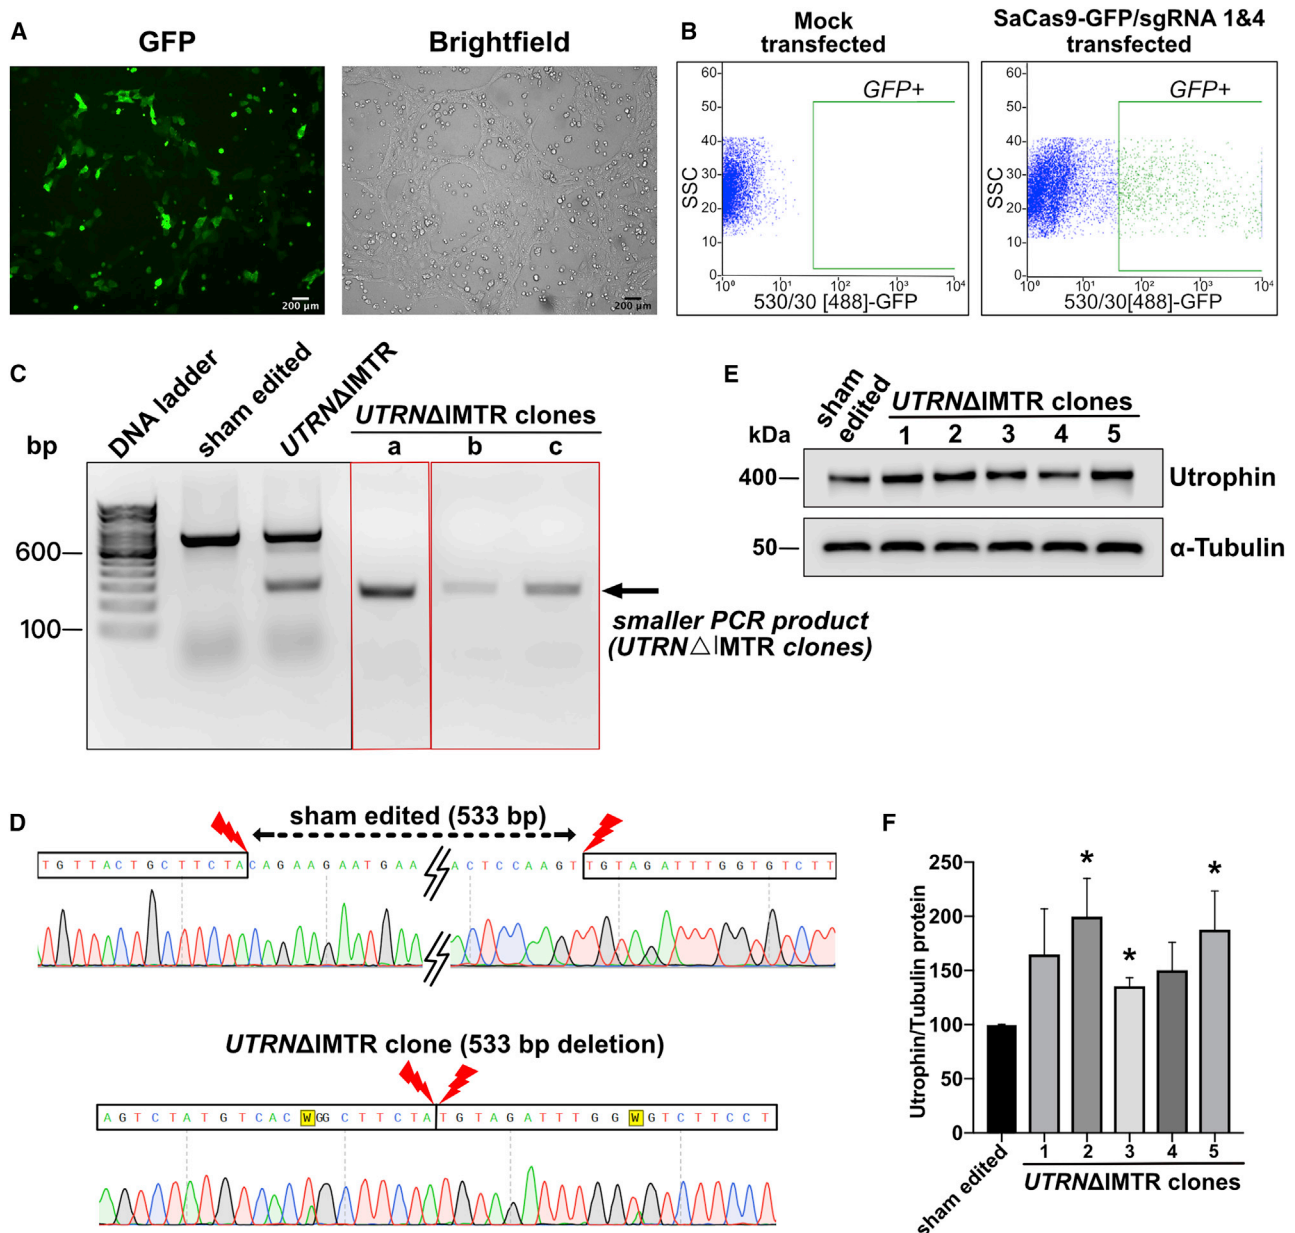 A
GFP
Brightfield
200 µm
200 µm
B
Mock
transfected
SaCas9-GFP/sgRNA 1&4
transfected
GFP+
GFP+
60
50
40
30
20
10
0
SSC
10⁰ 10¹ 10² 10³ 10⁴
530/30 [488]-GFP
60
50
40
30
20
10
0
SSC
10⁰ 10¹ 10² 10³ 10⁴
530/30[488]-GFP
C
bp
DNA ladder
sham edited
UTRNΔIMTR
UTRNΔIMTR clones
a b c
600
100
smaller PCR product
(UTRN△IMTR clones)
E
kDa
sham
edited
UTRNΔIMTR clones
1 2 3 4 5
400
Utrophin
50
α-Tubulin
D
sham edited (533 bp)
TGTTACTGCTTCTACAGAAGAATGAA ACTCCAAGTTGTAGATTTGGTGTCTT
UTRNΔIMTR clone (533 bp deletion)
AGTCTATGTCACWGGCTTCTATGTAGATTTGGWGTCTTCCT
F
Utrophin/Tubulin protein
250
200
150
100
50
0
* * *
sham edited
1 2 3 4 5
UTRNΔIMTR clones